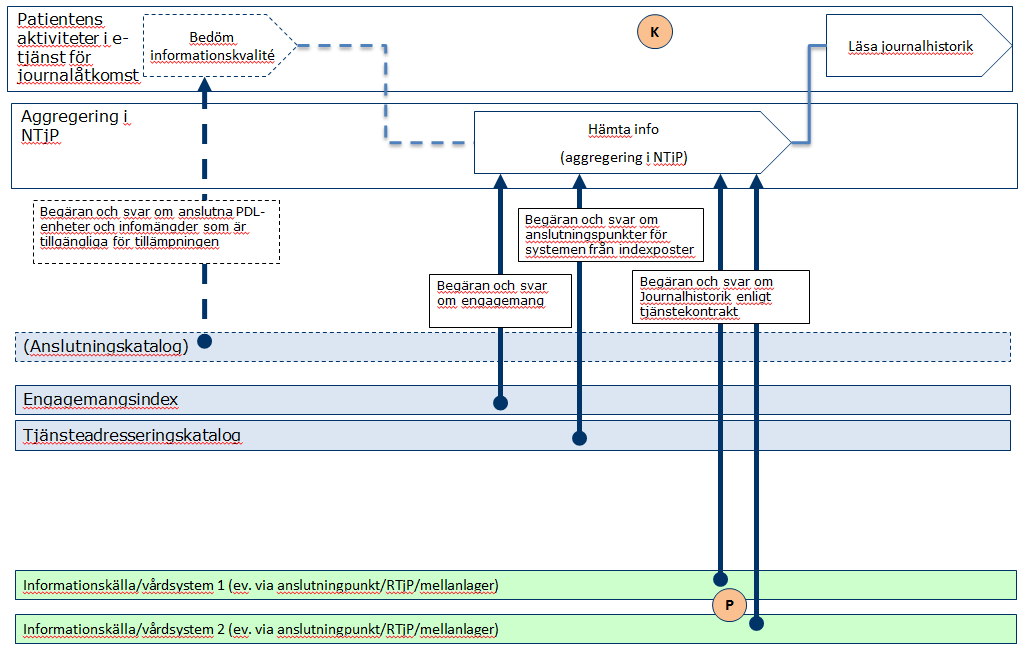 Patientens
aktiviteter i e-
tjänst för
journalåtkomst
Bedöm
informationskvalité
K
Läsa journalhistorik
Aggregering i
NTjP
Hämta info
(aggregering i NTjP)
Begäran och svar om anslutna PDL-
enheter och infomängder som är
tillgängliga för tillämpningen
Begäran och svar om
anslutningspunkter för
systemen från indexposter
Begäran och svar
om engagemang
Begäran och svar om
Journalhistorik enligt
tjänstekontrakt
(Anslutningskatalog)
Engagemangsindex
Tjänsteadresseringskatalog
Informationskälla/vårdsystem 1 (ev. via anslutningpunkt/RTjP/mellanlager)
P
Informationskälla/vårdsystem 2 (ev. via anslutningpunkt/RTjP/mellanlager)